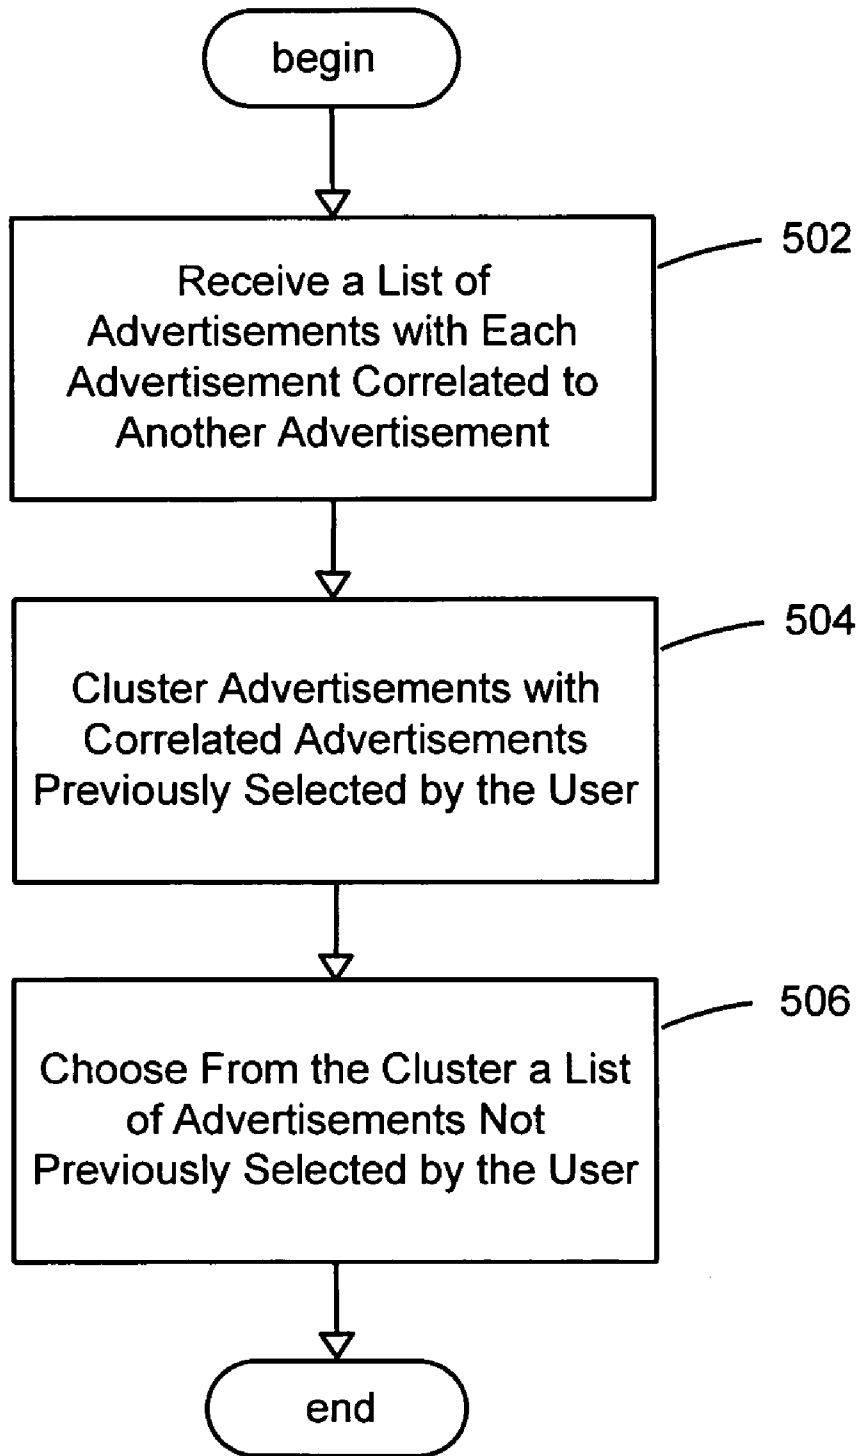 begin
502
Receive a List of
Advertisements with Each
Advertisement Correlated to
Another Advertisement
504
Cluster Advertisements with
Correlated Advertisements
Previously Selected by the User
506
Choose From the Cluster a List
of Advertisements Not
Previously Selected by the User
end